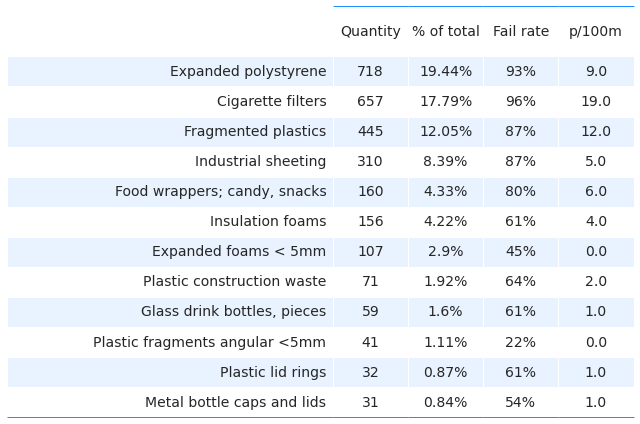 Quantity % of total Fail rate p/100m
Expanded polystyrene 718 19.44% 93% 9.0
Cigarette filters 657 17.79% 96% 19.0
Fragmented plastics 445 12.05% 87% 12.0
Industrial sheeting 310 8.39% 87% 5.0
Food wrappers; candy, snacks 160 4.33% 80% 6.0
Insulation foams 156 4.22% 61% 4.0
Expanded foams < 5mm 107 2.9% 45% 0.0
Plastic construction waste 71 1.92% 64% 2.0
Glass drink bottles, pieces 59 1.6% 61% 1.0
Plastic fragments angular <5mm 41 1.11% 22% 0.0
Plastic lid rings 32 0.87% 61% 1.0
Metal bottle caps and lids 31 0.84% 54% 1.0